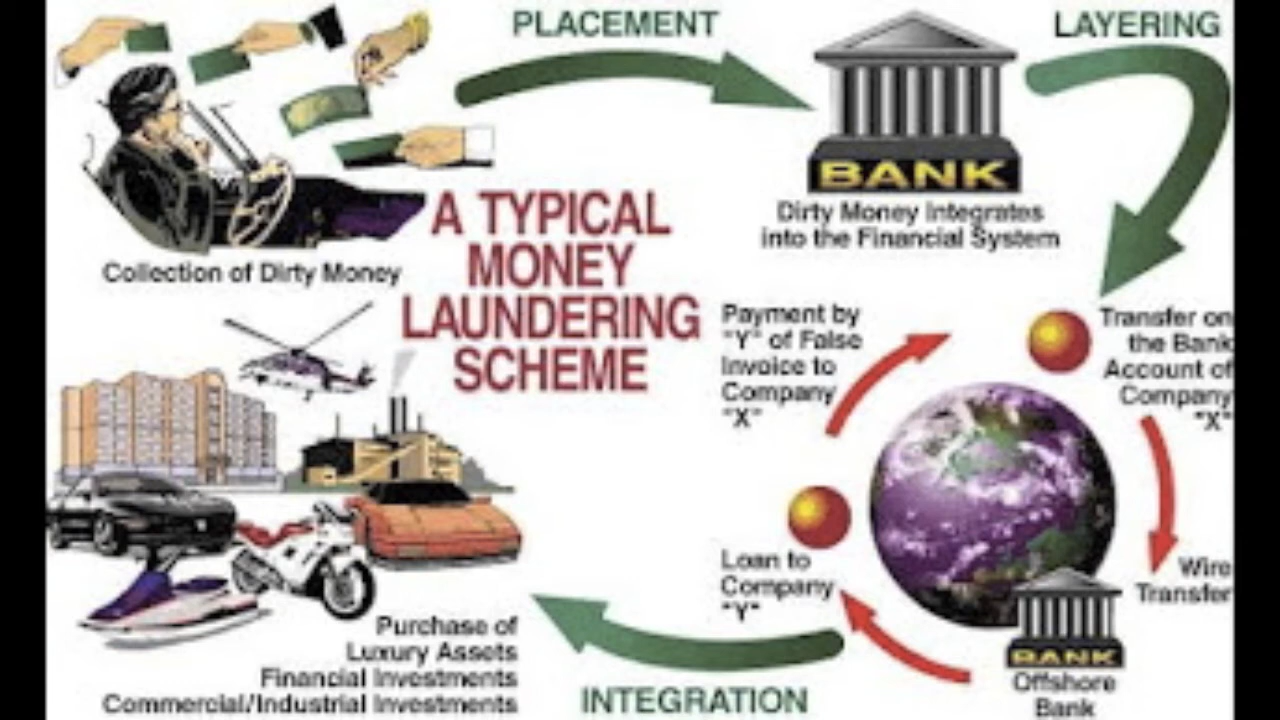 PLACEMENT
LAYERING
BANK
Dirty Money Integrates
into the Financial System
Collection of Dirty Money
A TYPICAL
MONEY
LAUNDERING
SCHEME
Payment by
"Y" of False
Invoice to
Company
"X"
Transfer on
the Bank
Account of
Company
"X"
Wire
Transfer
Loan to
Company
"Y"
BANK
Offshore
Bank
Purchase of
Luxury Assets
Financial Investments
Commercial/Industrial Investments
INTEGRATION